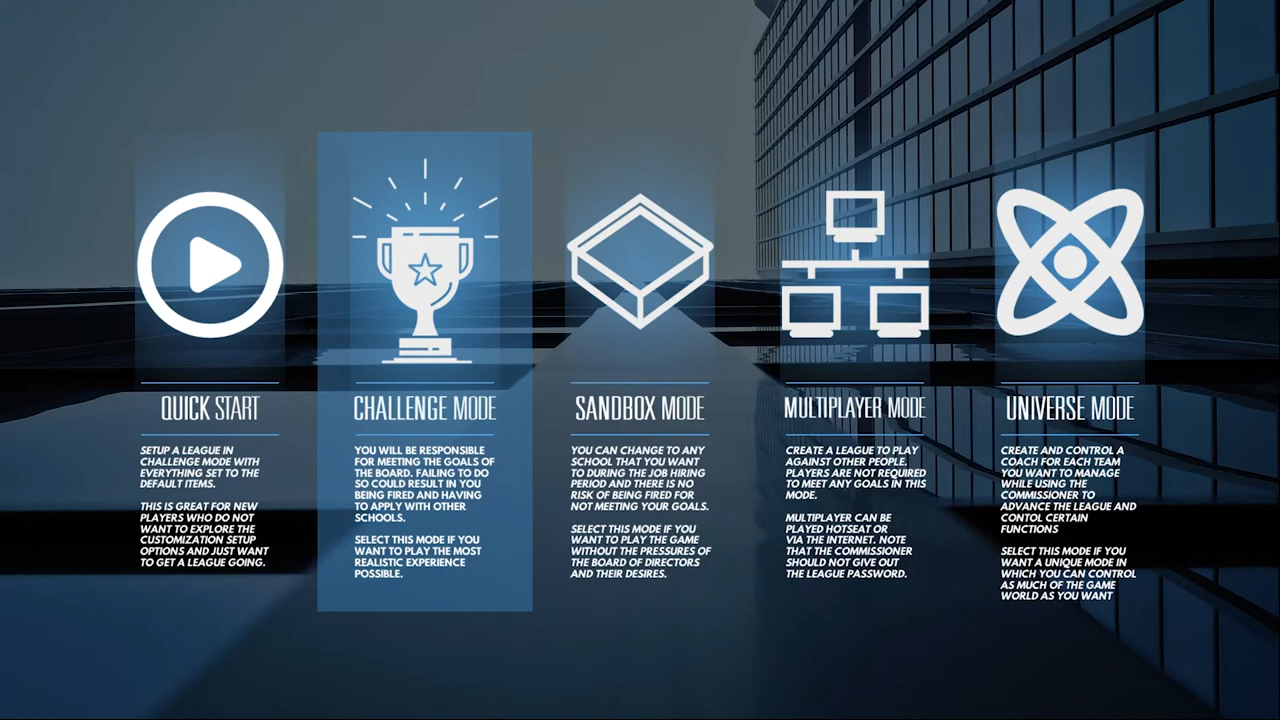 QUICK START
SETUP A LEAGUE IN
CHALLENGE MODE WITH
EVERYTHING SET TO THE
DEFAULT ITEMS.
THIS IS GREAT FOR NEW
PLAYERS WHO DO NOT
WANT TO EXPLORE THE
CUSTOMIZATION SETUP
OPTIONS AND JUST WANT
TO GET A LEAGUE GOING.
CHALLENGE MODE
YOU WILL BE RESPONSIBLE
FOR MEETING THE GOALS OF
THE BOARD. FAILING TO DO
SO COULD RESULT IN YOU
BEING FIRED AND HAVING
TO APPLY WITH OTHER
SCHOOLS.
SELECT THIS MODE IF YOU
WANT TO PLAY THE MOST
REALISTIC EXPERIENCE
POSSIBLE.
SANDBOX MODE
YOU CAN CHANGE TO ANY
SCHOOL THAT YOU WANT
TO DURING THE JOB HIRING
PERIOD AND THERE IS NO
RISK OF BEING FIRED FOR
NOT MEETING YOUR GOALS.
SELECT THIS MODE IF YOU
WANT TO PLAY THE GAME
WITHOUT THE PRESSURES OF
THE BOARD OF DIRECTORS
AND THEIR DESIRES.
MULTIPLAYER MODE
CREATE A LEAGUE TO PLAY
AGAINST OTHER PEOPLE.
PLAYERS ARE NOT REQUIRED
TO MEET ANY GOALS IN THIS
MODE.
MULTIPLAYER CAN BE
PLAYED HOTSEAT OR
VIA THE INTERNET. NOTE
THAT THE COMMISSIONER
SHOULD NOT GIVE OUT
THE LEAGUE PASSWORD.
UNIVERSE MODE
CREATE AND CONTROL A
COACH FOR EACH TEAM
YOU WANT TO MANAGE
WHILE USING THE
COMMISSIONER TO
ADVANCE THE LEAGUE AND
CONTOL CERTAIN
FUNCTIONS
SELECT THIS MODE IF YOU
WANT A UNIQUE MODE IN
WHICH YOU CAN CONTROL
AS MUCH OF THE GAME
WORLD AS YOU WANT